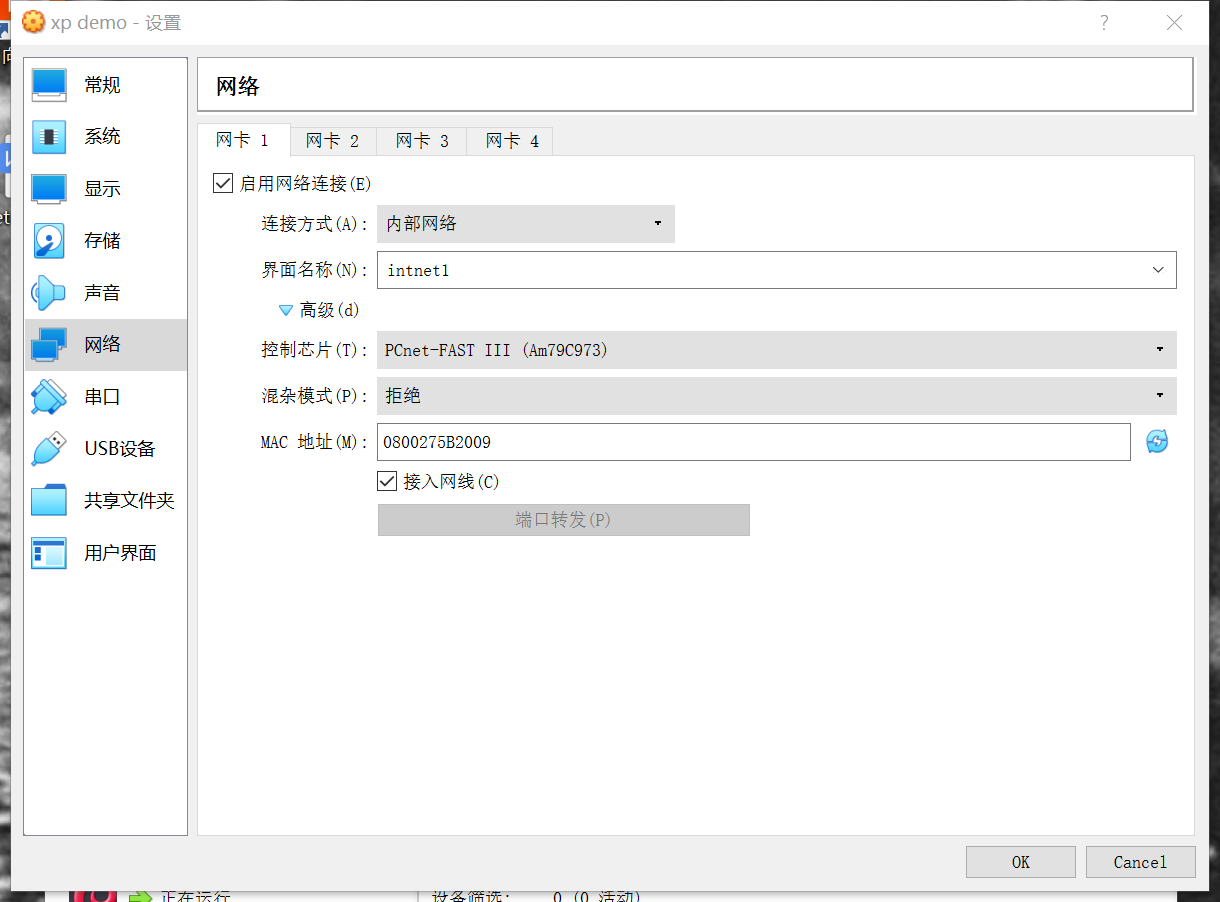 xp demo - 设置
常规
系统
显示
存储
声音
网络
串口
USB设备
共享文件夹
用户界面
网络
网卡 1 网卡 2 网卡 3 网卡 4
启用网络连接(E)
连接方式(A): 内部网络
界面名称(N): intnet1
高级(d)
控制芯片(T): PCnet-FAST III (Am79C973)
混杂模式(P): 拒绝
MAC 地址(M): 0800275B2009
接入网线(C)
端口转发(P)
OK Cancel
正在运行 设备筛选: 0 (0 活动)